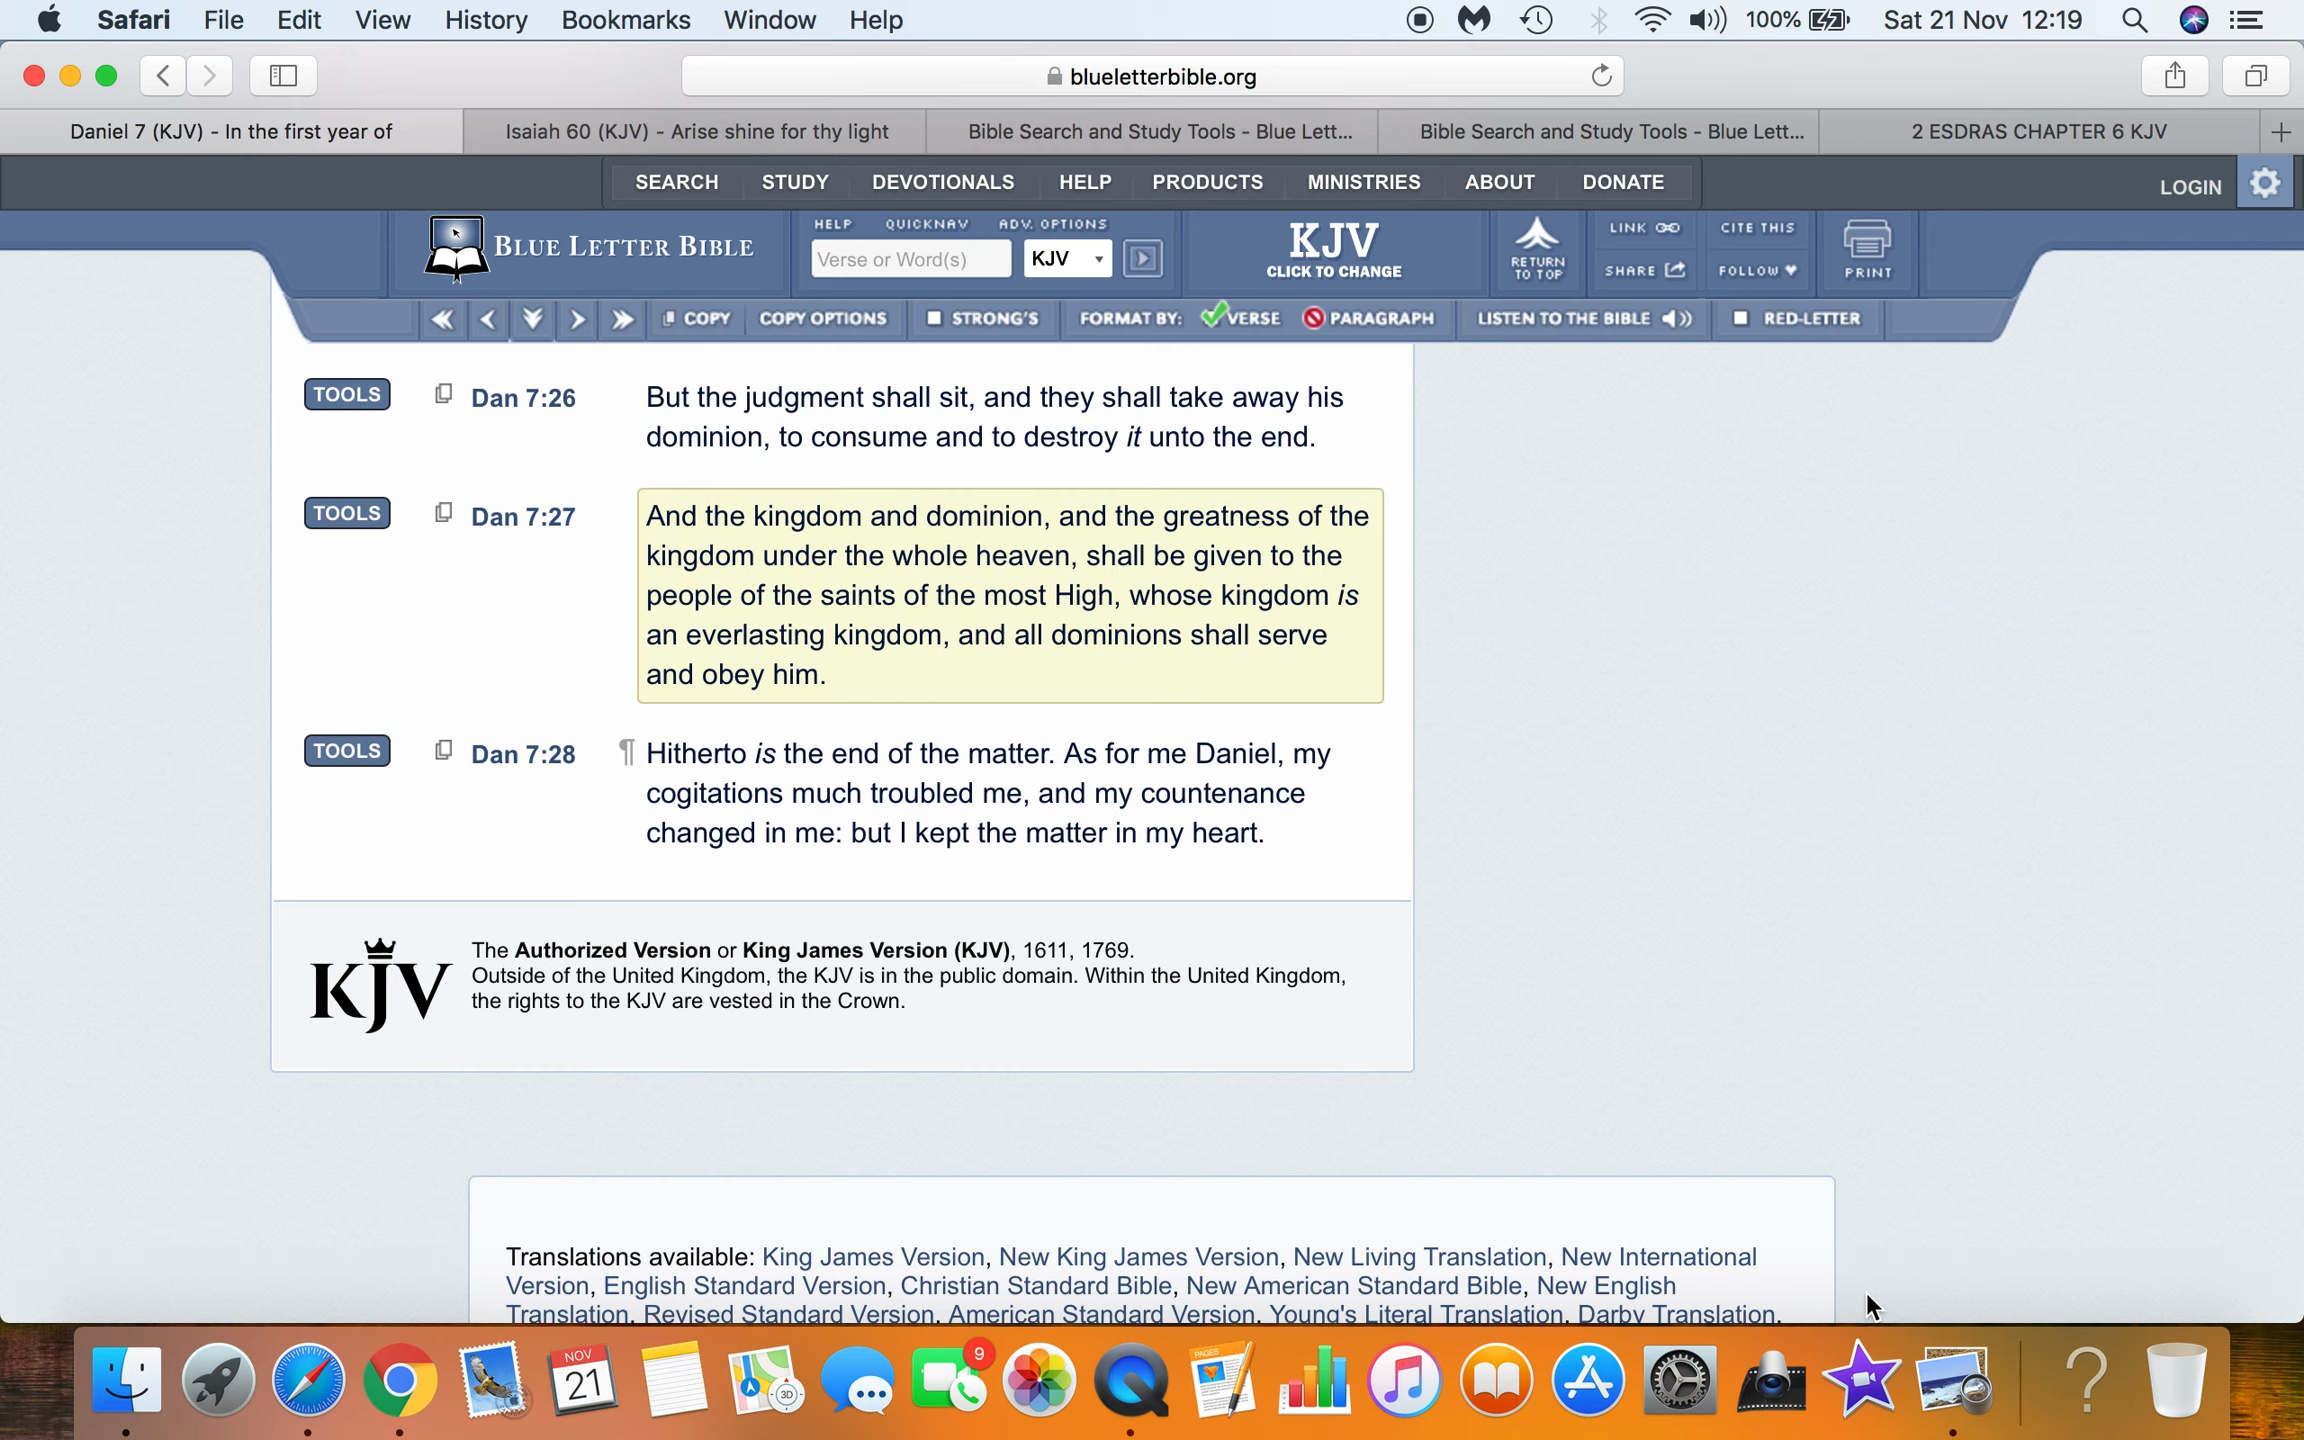 Safari File Edit View History Bookmarks Window Help 100% Sat 21 Nov 12:19
blueletterbible.org
Daniel 7 (KJV) - In the first year of Isaiah 60 (KJV) - Arise shine for thy light Bible Search and Study Tools - Blue Lett... Bible Search and Study Tools - Blue Lett... 2 ESDRAS CHAPTER 6 KJV
SEARCH STUDY DEVOTIONALS HELP PRODUCTS MINISTRIES ABOUT DONATE LOGIN
HELP QUICKNAV ADV. OPTIONS
BLUE LETTER BIBLE
Verse or Word(s) KJV
KJV
CLICK TO CHANGE
RETURN
TO TOP
LINK CITE THIS
SHARE FOLLOW
PRINT
COPY COPY OPTIONS STRONG'S FORMAT BY: VERSE PARAGRAPH LISTEN TO THE BIBLE RED-LETTER
TOOLS Dan 7:26 But the judgment shall sit, and they shall take away his
dominion, to consume and to destroy it unto the end.
TOOLS Dan 7:27 And the kingdom and dominion, and the greatness of the
kingdom under the whole heaven, shall be given to the
people of the saints of the most High, whose kingdom is
an everlasting kingdom, and all dominions shall serve
and obey him.
TOOLS Dan 7:28 ¶ Hitherto is the end of the matter. As for me Daniel, my
cogitations much troubled me, and my countenance
changed in me: but I kept the matter in my heart.
KJV
The Authorized Version or King James Version (KJV), 1611, 1769.
Outside of the United Kingdom, the KJV is in the public domain. Within the United Kingdom,
the rights to the KJV are vested in the Crown.
Translations available: King James Version, New King James Version, New Living Translation, New International
Version, English Standard Version, Christian Standard Bible, New American Standard Bible, New English
Translation, Revised Standard Version, American Standard Version, Young's Literal Translation, Darby Translation,
NOV
21
3D
9
PAGES
?